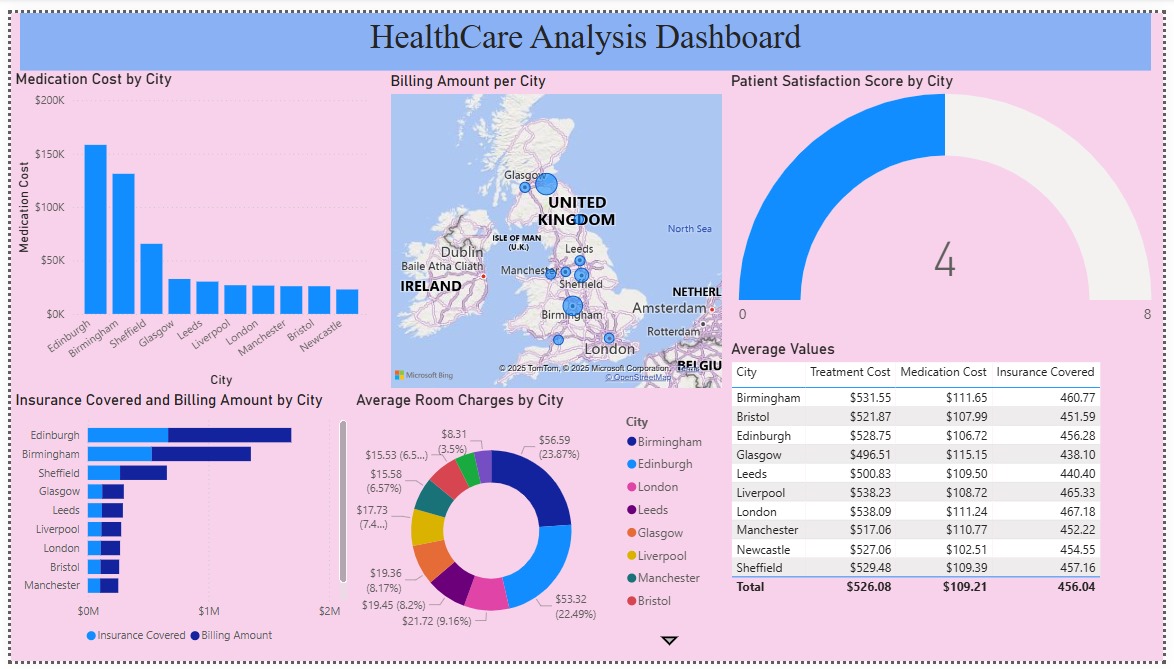 HealthCare Analysis Dashboard
Medication Cost by City
$200K
$150K
$100K
$50K
$0K
Medication Cost
Edinburgh
Birmingham
Sheffield
Glasgow
Leeds
Liverpool
London
Manchester
Bristol
Newcastle
City
Billing Amount per City
Glasgow
UNITED
KINGDOM
North Sea
ISLE OF MAN
(U.K.)
Leeds
Dublin
Baile Atha Cliath
Manchester
Sheffield
IRELAND
NETHERL
Amsterdam
Birmingham
Rotterdam
London
BELGIU
© 2025 TomTom, © 2025 Microsoft Corporation,
© OpenStreetMap
Microsoft Bing
Patient Satisfaction Score by City
4
0
8
Insurance Covered and Billing Amount by City
Edinburgh
Birmingham
Sheffield
Glasgow
Leeds
Liverpool
London
Bristol
Manchester
$0M $1M $2M
Insurance Covered Billing Amount
Average Room Charges by City
$56.59
(23.87%)
$53.32
(22.49%)
$21.72 (9.16%)
$19.45 (8.2%)
$19.36
(8.17%)
$17.73
(7.4...)
$15.58
(6.57%)
$15.53 (6.5...)
$8.31
(3.5%)
City
Birmingham
Edinburgh
London
Leeds
Glasgow
Liverpool
Manchester
Bristol
Average Values
City Treatment Cost Medication Cost Insurance Covered
Birmingham $531.55 $111.65 460.77
Bristol $521.87 $107.99 451.59
Edinburgh $528.75 $106.72 456.28
Glasgow $496.51 $115.15 438.10
Leeds $500.83 $109.50 440.40
Liverpool $538.23 $108.72 465.33
London $538.09 $111.24 467.18
Manchester $517.06 $110.77 452.22
Newcastle $527.06 $102.51 454.55
Sheffield $529.48 $109.39 457.16
Total $526.08 $109.21 456.04